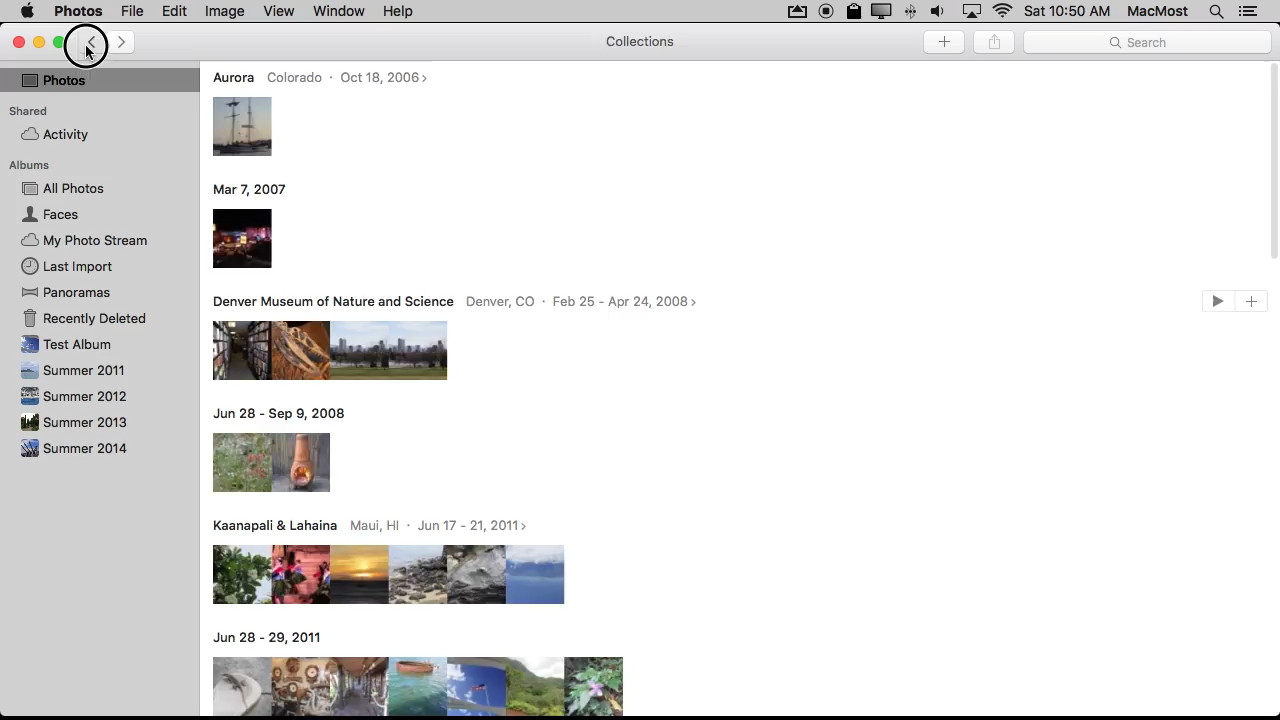 Photos File Edit Image View Window Help Sat 10:50 AM MacMost
Collections
Search
Photos
Shared
Activity
Albums
All Photos
Faces
My Photo Stream
Last Import
Panoramas
Recently Deleted
Test Album
Summer 2011
Summer 2012
Summer 2013
Summer 2014
Aurora Colorado · Oct 18, 2006 >
Mar 7, 2007
Denver Museum of Nature and Science Denver, CO · Feb 25 - Apr 24, 2008 >
Jun 28 - Sep 9, 2008
Kaanapali & Lahaina Maui, HI · Jun 17 - 21, 2011 >
Jun 28 - 29, 2011